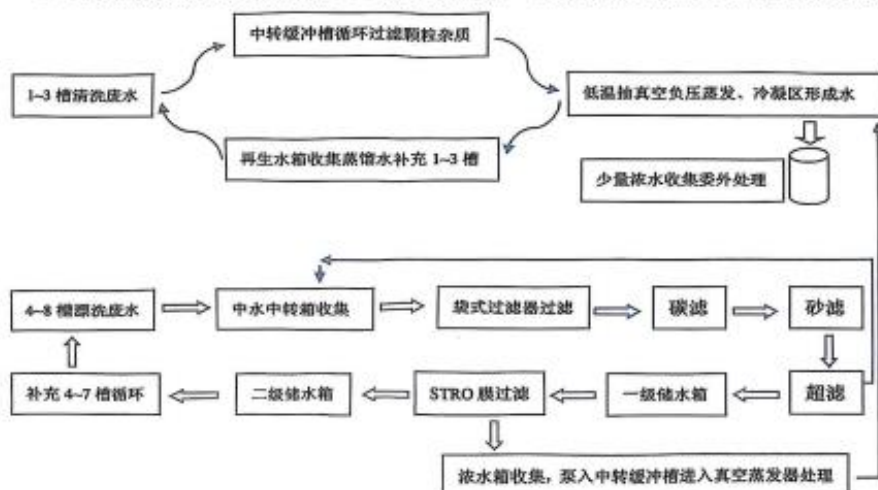 中转缓冲槽循环过滤颗粒杂质
1~3 槽清洗废水
低温抽真空负压蒸发、冷凝区形成水
再生水箱收集蒸馏水补充 1~3 槽
少量浓水收集委外处理
4~8 槽漂洗废水
中水中转箱收集
袋式过滤器过滤
碳滤
砂滤
补充 4~7 槽循环
二级储水箱
STRO 膜过滤
一级储水箱
超滤
浓水箱收集，泵入中转缓冲槽进入真空蒸发器处理